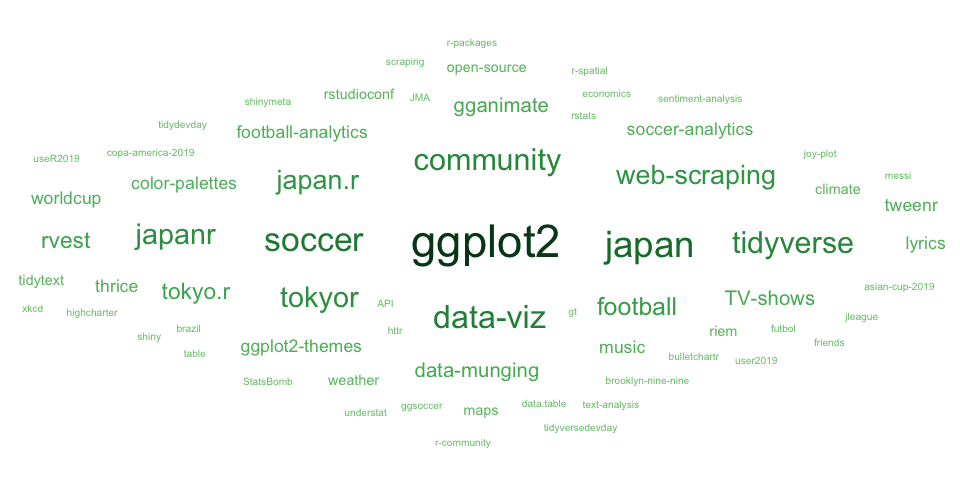 r-packages
scraping
open-source
r-spatial
rstudioconf
JMA
economics
shinymeta
gganimate
sentiment-analysis
rstats
tidydevday
football-analytics
soccer-analytics
useR2019
copa-america-2019
community
joy-plot
color-palettes
japan.r
web-scraping
messi
worldcup
climate
tweenr
rvest
japanr
soccer
ggplot2
japan
tidyverse
lyrics
tidytext
thrice
tokyo.r
tokyor
API
football
TV-shows
asian-cup-2019
xkcd
highcharter
data-viz
gt
jleague
shiny
brazil
httr
riem
futbol
friends
table
ggplot2-themes
music
bulletchartr
user2019
StatsBomb
weather
data-munging
brooklyn-nine-nine
understat
ggsoccer
maps
data.table
text-analysis
tidyversedevday
r-community